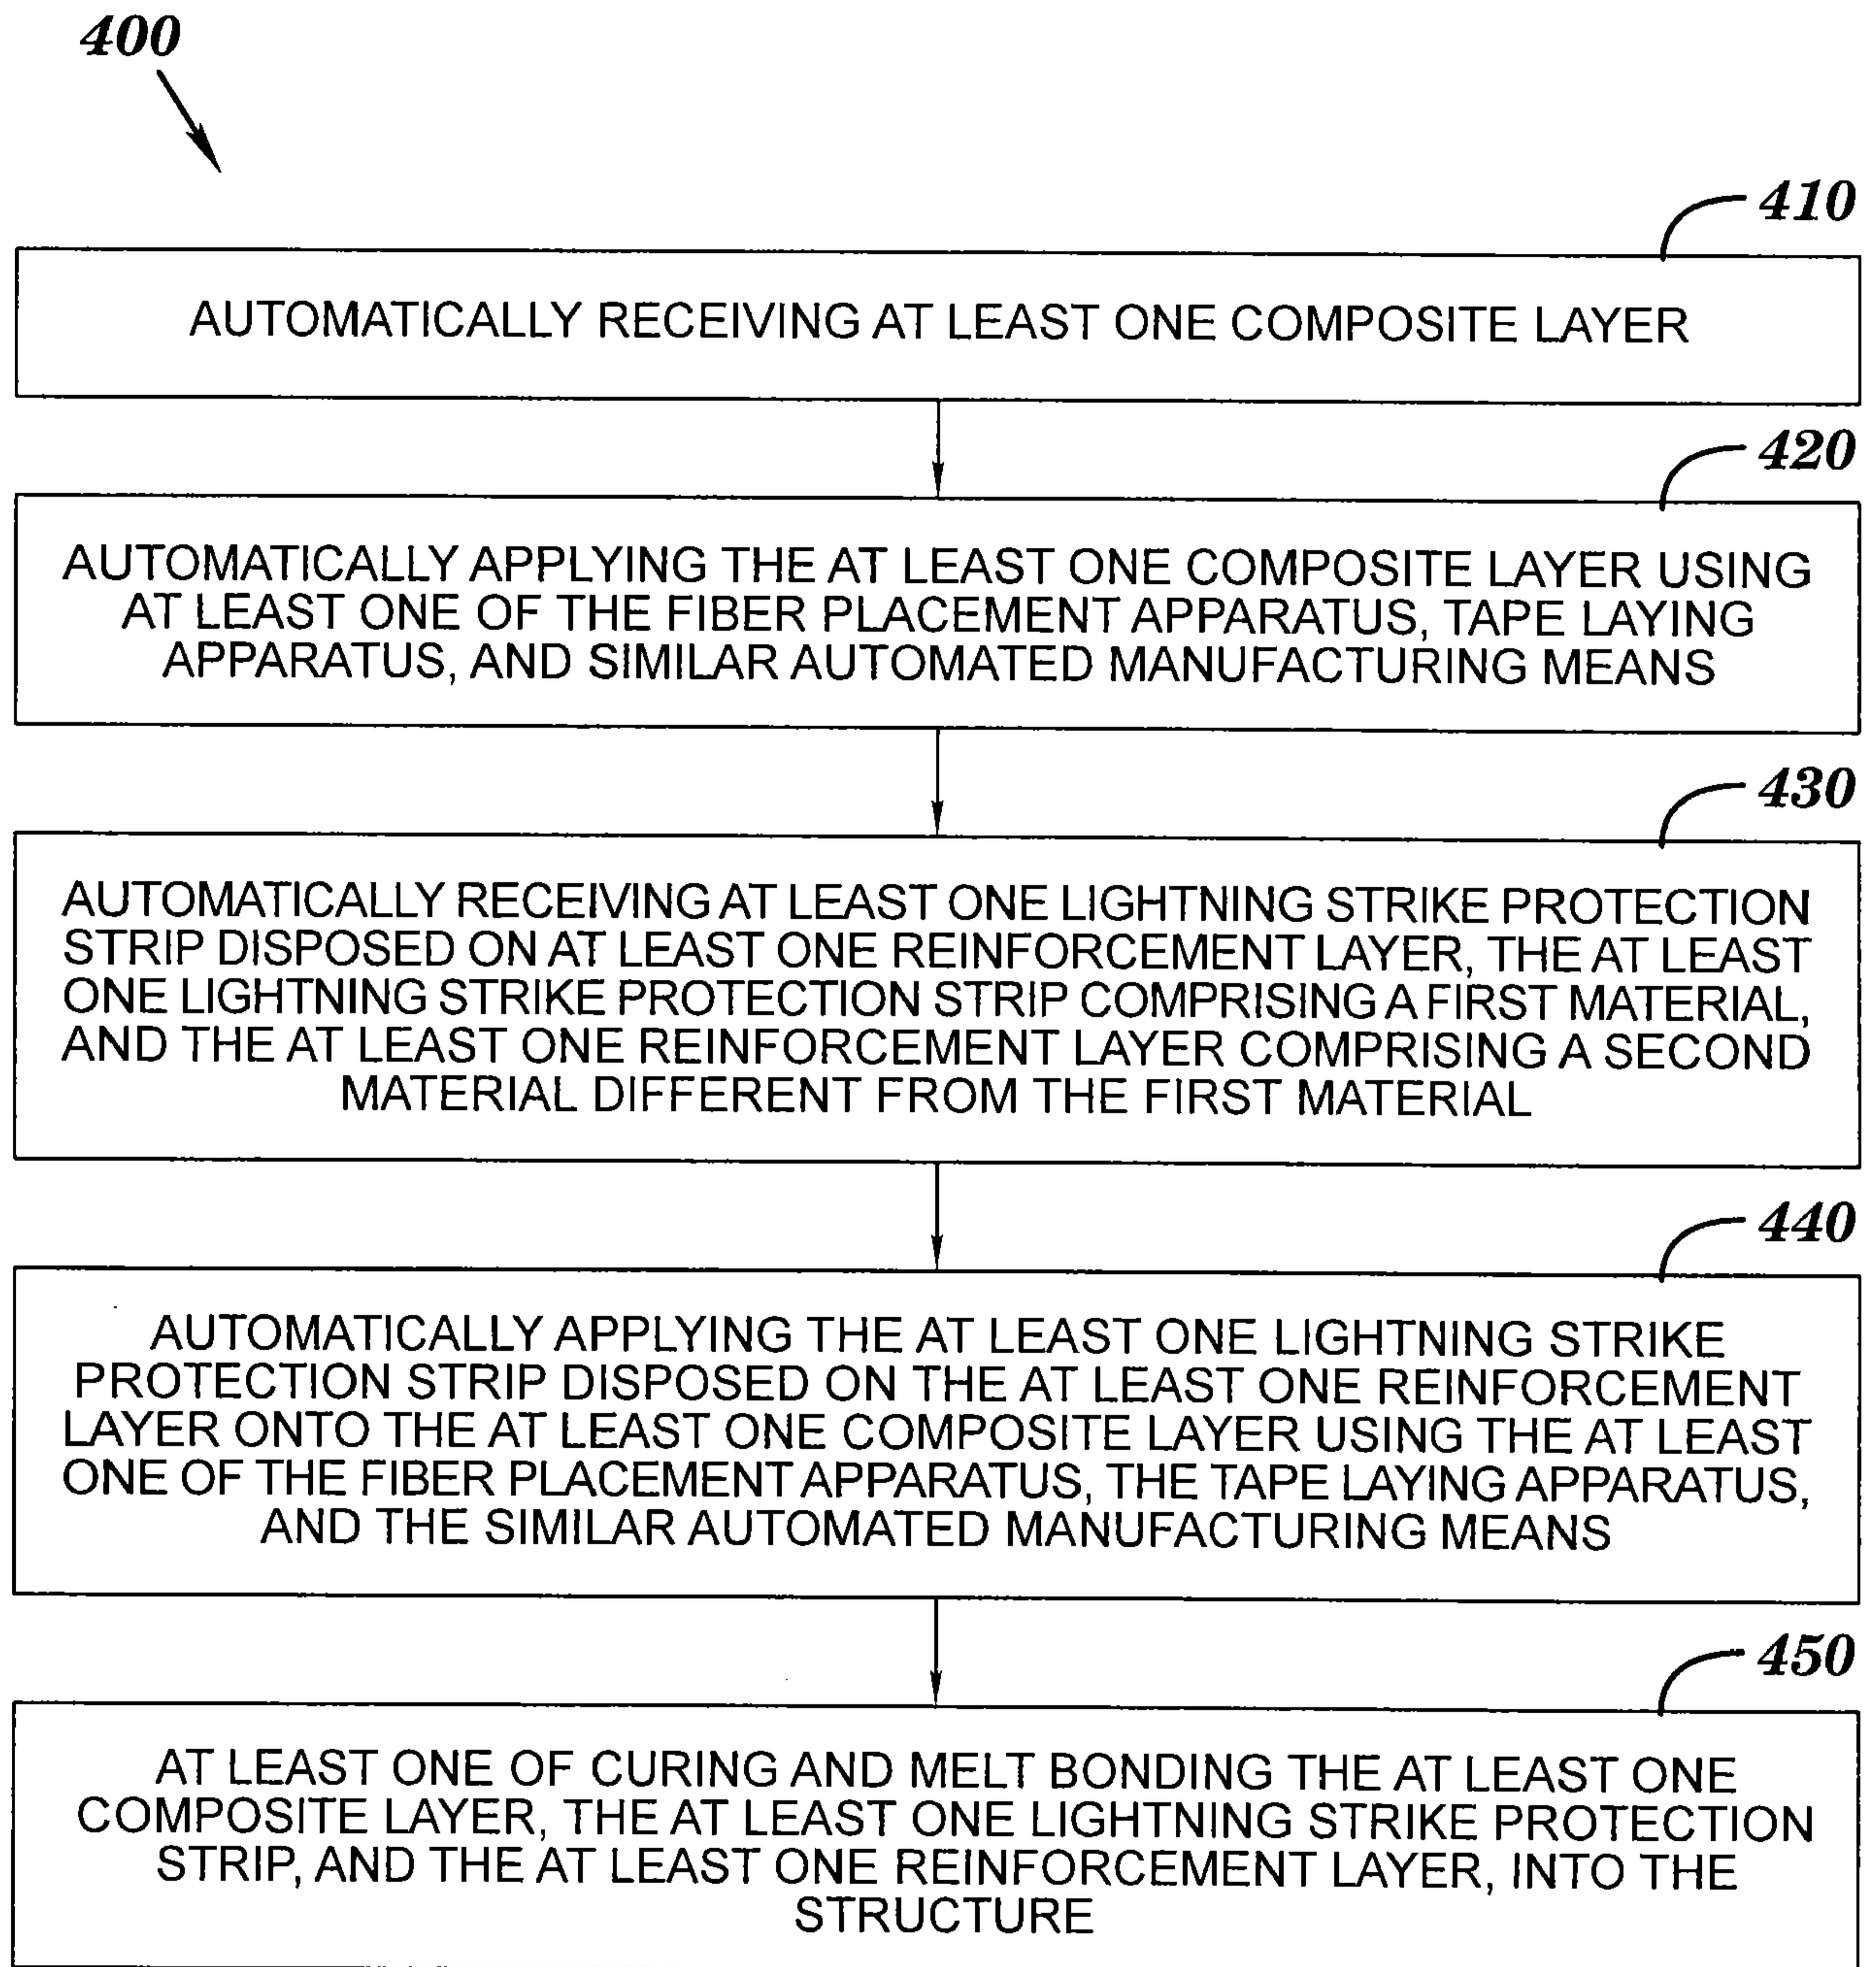 400
410
AUTOMATICALLY RECEIVING AT LEAST ONE COMPOSITE LAYER
420
AUTOMATICALLY APPLYING THE AT LEAST ONE COMPOSITE LAYER USING
AT LEAST ONE OF THE FIBER PLACEMENT APPARATUS, TAPE LAYING
APPARATUS, AND SIMILAR AUTOMATED MANUFACTURING MEANS
430
AUTOMATICALLY RECEIVING AT LEAST ONE LIGHTNING STRIKE PROTECTION
STRIP DISPOSED ON AT LEAST ONE REINFORCEMENT LAYER, THE AT LEAST
ONE LIGHTNING STRIKE PROTECTION STRIP COMPRISING A FIRST MATERIAL,
AND THE AT LEAST ONE REINFORCEMENT LAYER COMPRISING A SECOND
MATERIAL DIFFERENT FROM THE FIRST MATERIAL
440
AUTOMATICALLY APPLYING THE AT LEAST ONE LIGHTNING STRIKE
PROTECTION STRIP DISPOSED ON THE AT LEAST ONE REINFORCEMENT
LAYER ONTO THE AT LEAST ONE COMPOSITE LAYER USING THE AT LEAST
ONE OF THE FIBER PLACEMENT APPARATUS, THE TAPE LAYING APPARATUS,
AND THE SIMILAR AUTOMATED MANUFACTURING MEANS
450
AT LEAST ONE OF CURING AND MELT BONDING THE AT LEAST ONE
COMPOSITE LAYER, THE AT LEAST ONE LIGHTNING STRIKE PROTECTION
STRIP, AND THE AT LEAST ONE REINFORCEMENT LAYER, INTO THE
STRUCTURE